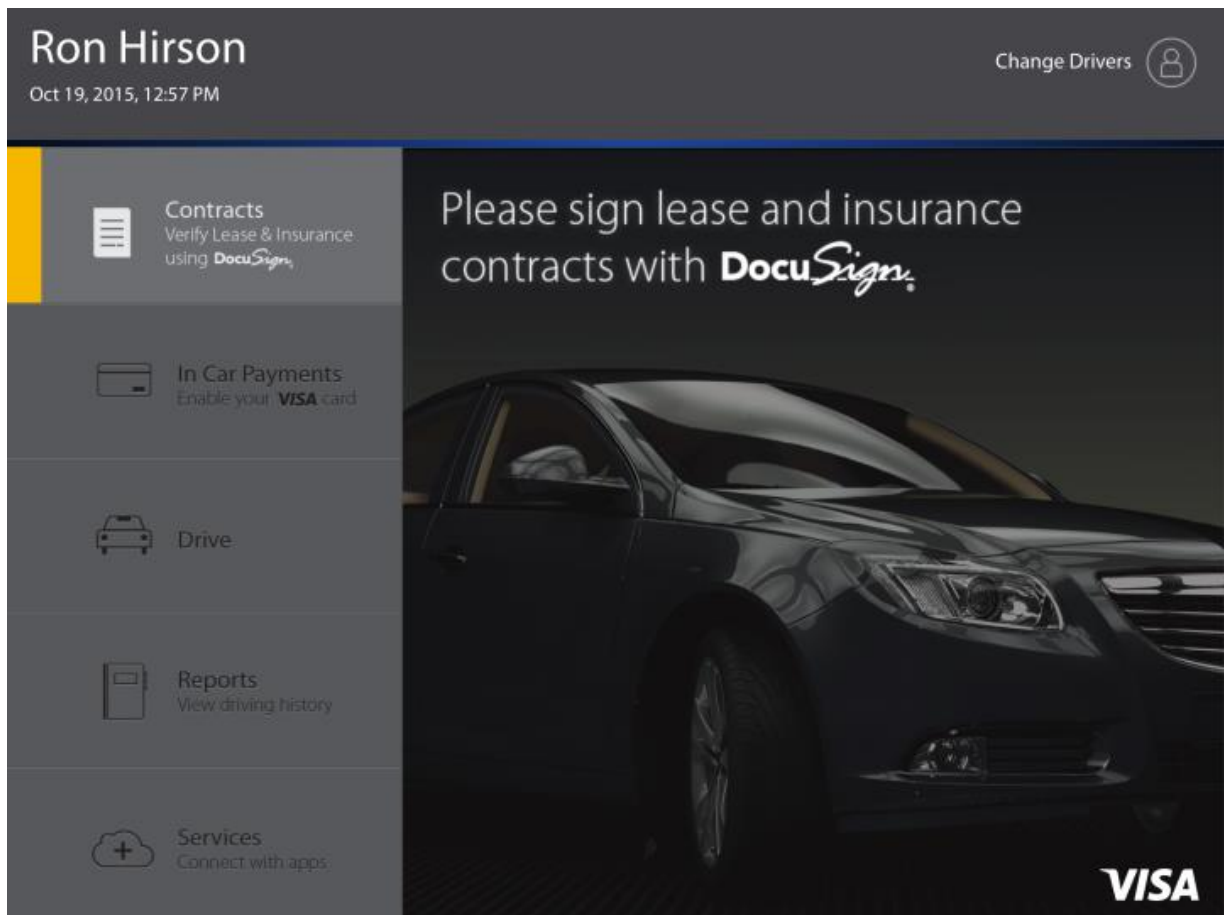 Ron Hirson
Oct 19, 2015, 12:57 PM
Change Drivers
Contracts
Verify Lease & Insurance
using DocuSign
Please sign lease and insurance
contracts with DocuSign®
In Car Payments
Enable your VISA card
Drive
Reports
View driving history
Services
Connect with apps
VISA